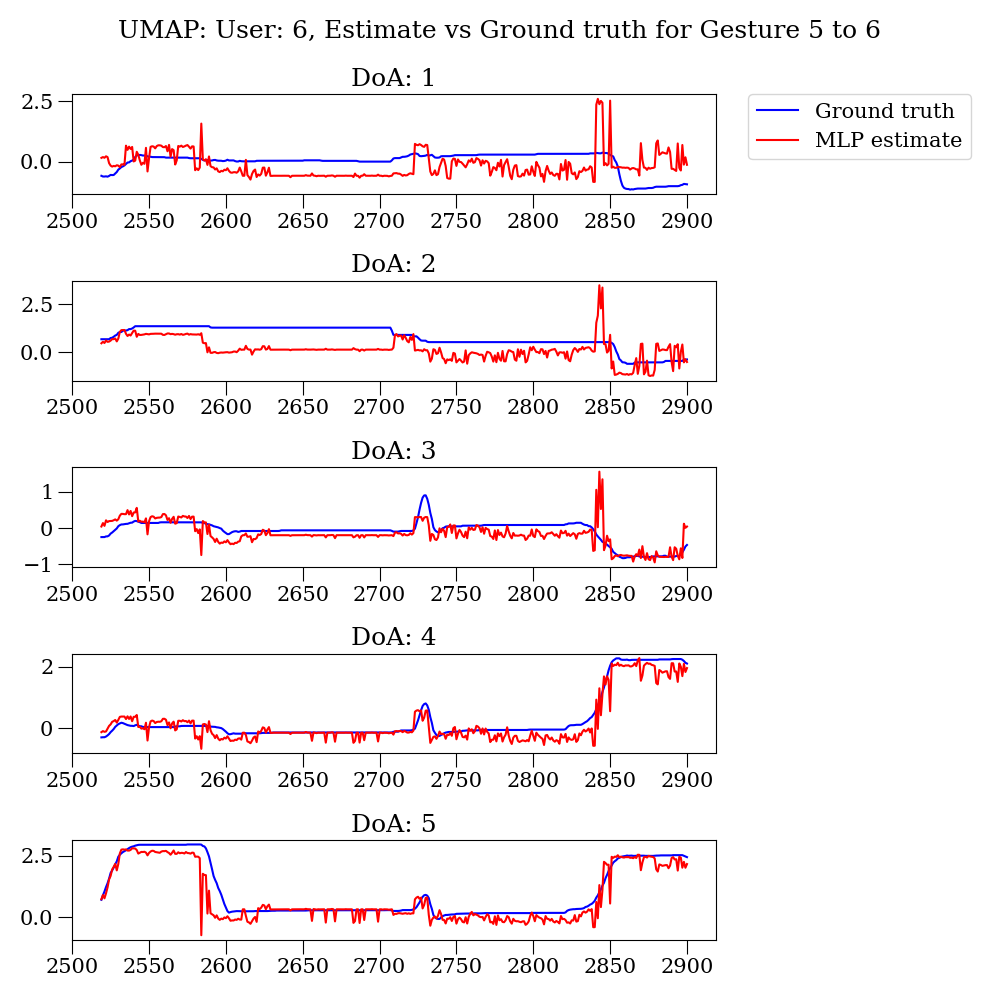 UMAP: User: 6, Estimate vs Ground truth for Gesture 5 to 6
DoA: 1
2.5
0.0
2500 2550 2600 2650 2700 2750 2800 2850 2900
Ground truth
MLP estimate
DoA: 2
2.5
0.0
2500 2550 2600 2650 2700 2750 2800 2850 2900
DoA: 3
1
0
−1
2500 2550 2600 2650 2700 2750 2800 2850 2900
DoA: 4
2
0
2500 2550 2600 2650 2700 2750 2800 2850 2900
DoA: 5
2.5
0.0
2500 2550 2600 2650 2700 2750 2800 2850 2900